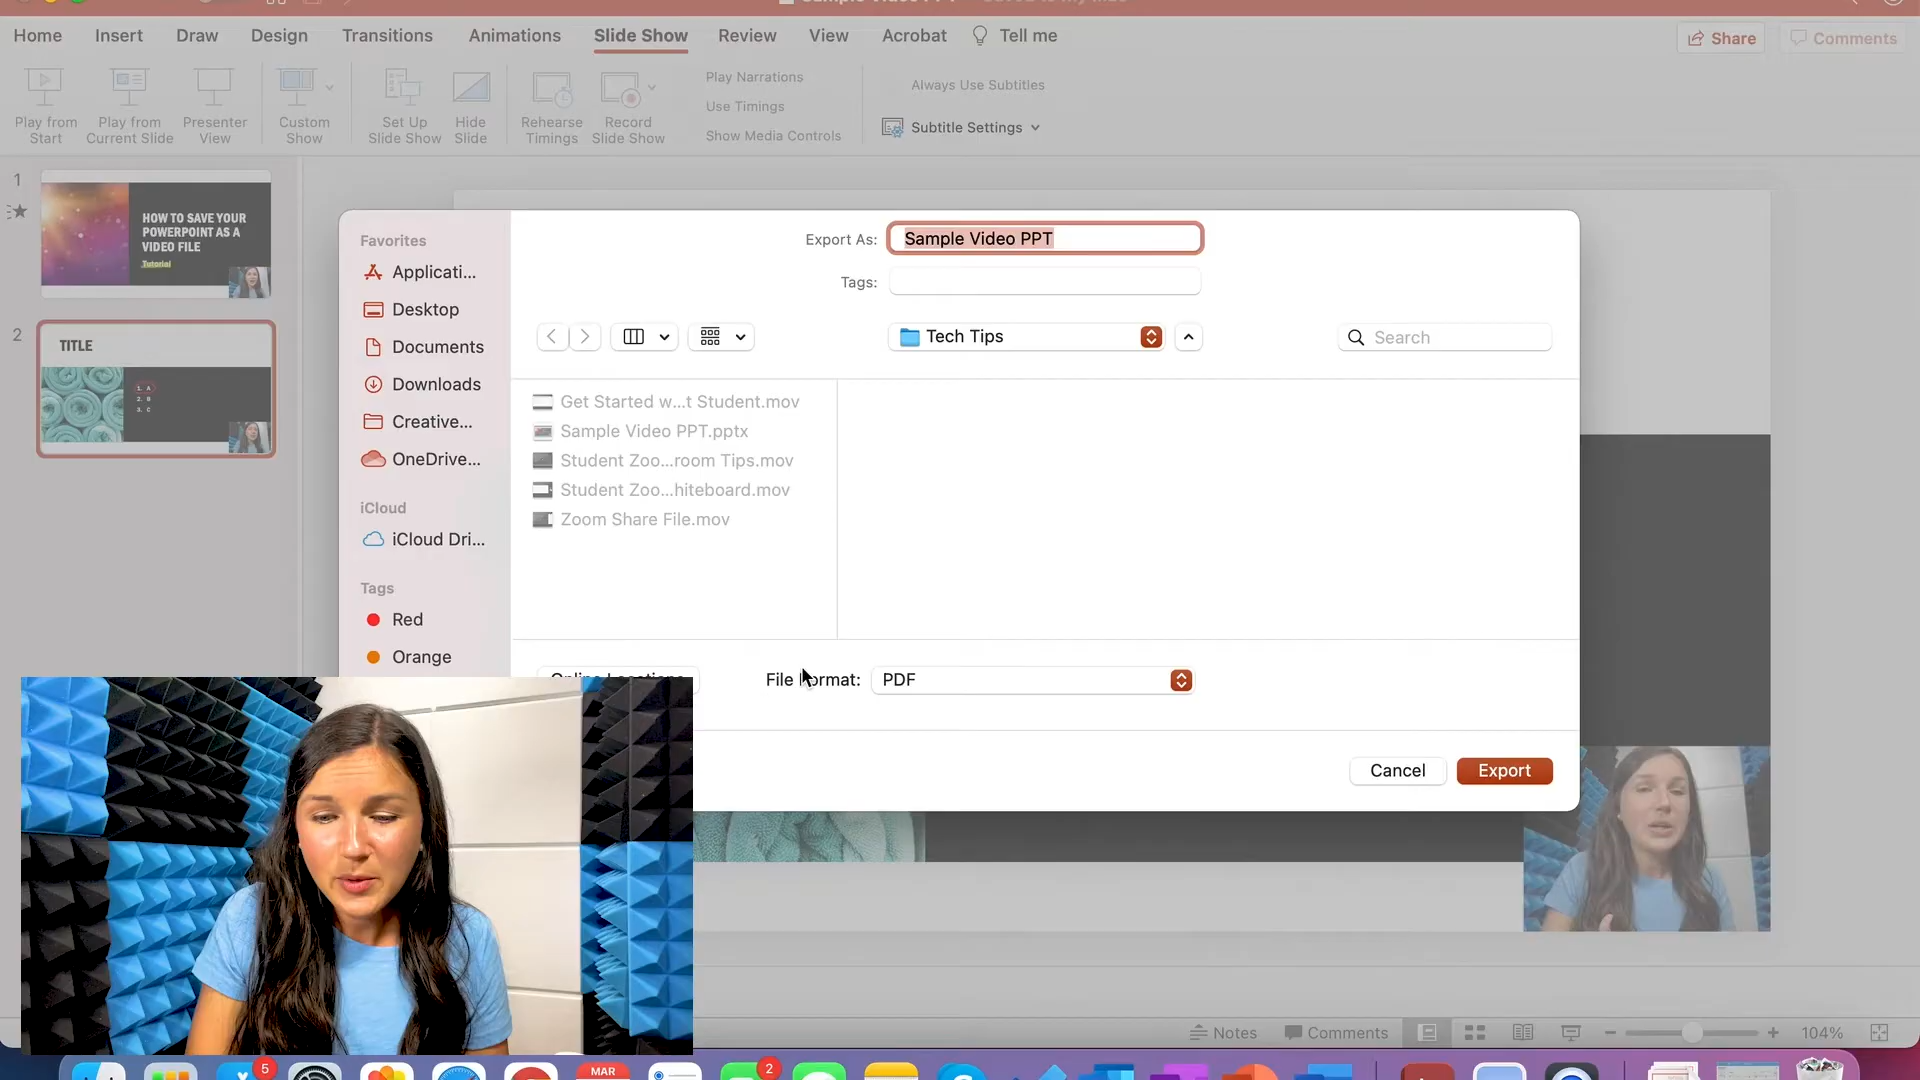 Home Insert Draw Design Transitions Animations Slide Show Review View Acrobat Tell me
Share Comments
Play from Start
Play from Current Slide
Presenter View
Custom Show
Set Up Slide Show
Hide Slide
Rehearse Timings
Record Slide Show
Play Narrations
Use Timings
Show Media Controls
Always Use Subtitles
Subtitle Settings
1
HOW TO SAVE YOUR
POWERPOINT AS A
VIDEO FILE
Tutorial
2
TITLE
1. A
2. B
3. C
Favorites
Applicati...
Desktop
Documents
Downloads
Creative...
OneDrive...
iCloud
iCloud Dri...
Tags
Red
Orange
Export As: Sample Video PPT
Tags:
Tech Tips
Search
Get Started w...t Student.mov
Sample Video PPT.pptx
Student Zoo...room Tips.mov
Student Zoo...hiteboard.mov
Zoom Share File.mov
Online Locations
File Format: PDF
Cancel Export
Notes Comments 104%
5
MAR
2